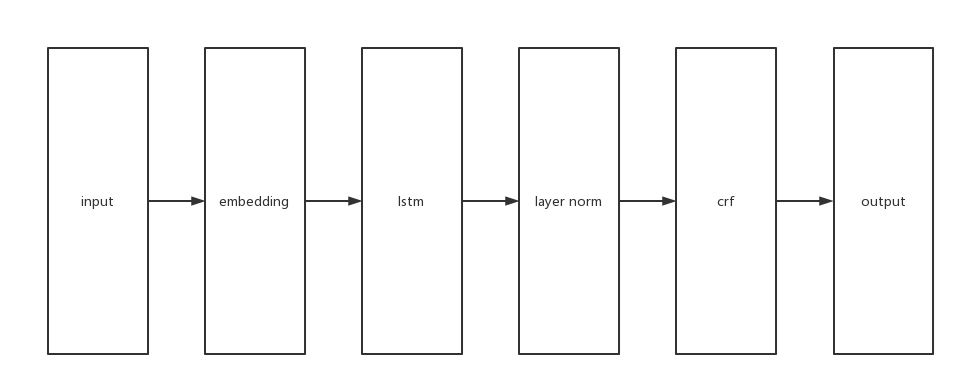 input
embedding
lstm
layer norm
crf
output